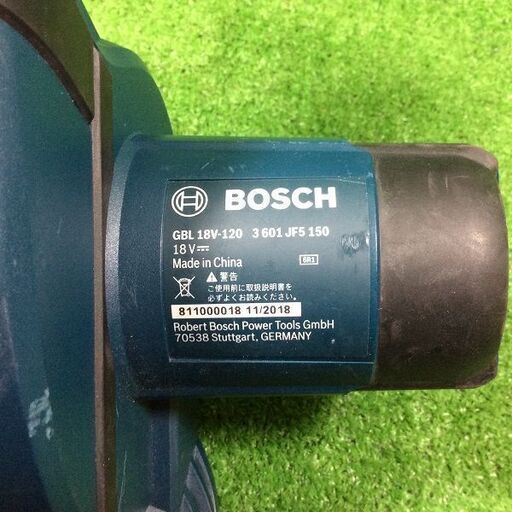 BOSCH
GBL 18V-120 3 601 JF5 150
18 V
Made in China
6R1
警告
ご使用前に取扱説明書を
必ずよくお読みください。
811000018 11/2018
Robert Bosch Power Tools GmbH
70538 Stuttgart, GERMANY